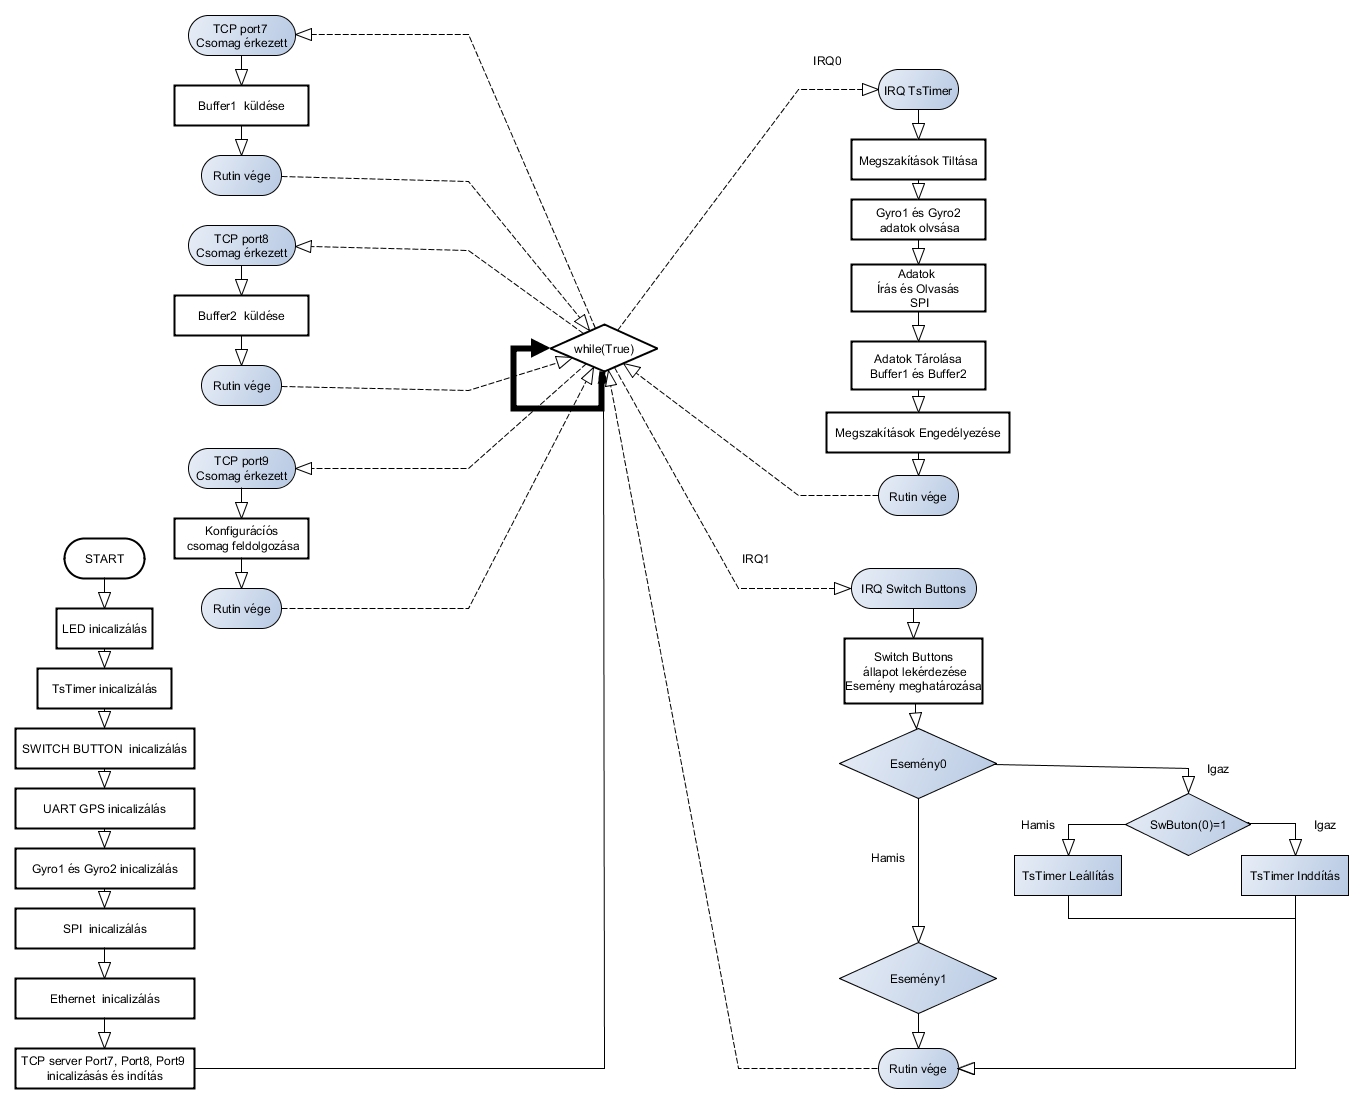 TCP port7
Csomag érkezett
Buffer1 küldése
Rutin vége
TCP port8
Csomag érkezett
Buffer2 küldése
Rutin vége
TCP port9
Csomag érkezett
Konfigurációs
csomag feldolgozása
Rutin vége
START
LED inicalizálás
TsTimer inicalizálás
SWITCH BUTTON inicalizálás
UART GPS inicalizálás
Gyro1 és Gyro2 inicalizálás
SPI inicalizálás
Ethernet inicalizálás
TCP server Port7, Port8, Port9
inicalizásás és indítás
while(True)
IRQ0
IRQ TsTimer
Megszakítások Tiltása
Gyro1 és Gyro2
adatok olvsása
Adatok
Írás és Olvasás
SPI
Adatok Tárolása
Buffer1 és Buffer2
Megszakítások Engedélyezése
Rutin vége
IRQ1
IRQ Switch Buttons
Switch Buttons
állapot lekérdezése
Esemény meghatározása
Esemény0
Igaz
SwButon(0)=1
Hamis
Igaz
TsTimer Leállítás
TsTimer Inddítás
Hamis
Esemény1
Rutin vége